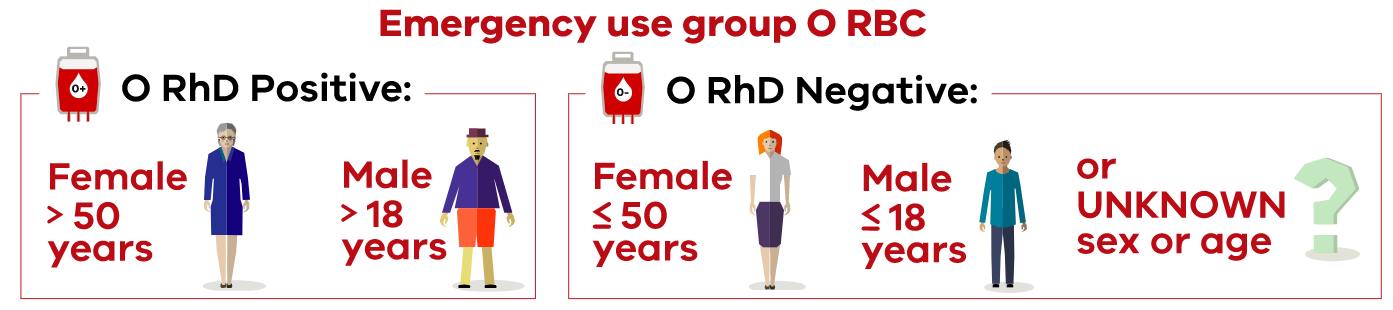 Emergency use group O RBC
O+
O RhD Positive:
Female
> 50
years
Male
> 18
years
O-
O RhD Negative:
Female
≤ 50
years
Male
≤ 18
years
or
UNKNOWN
sex or age
?